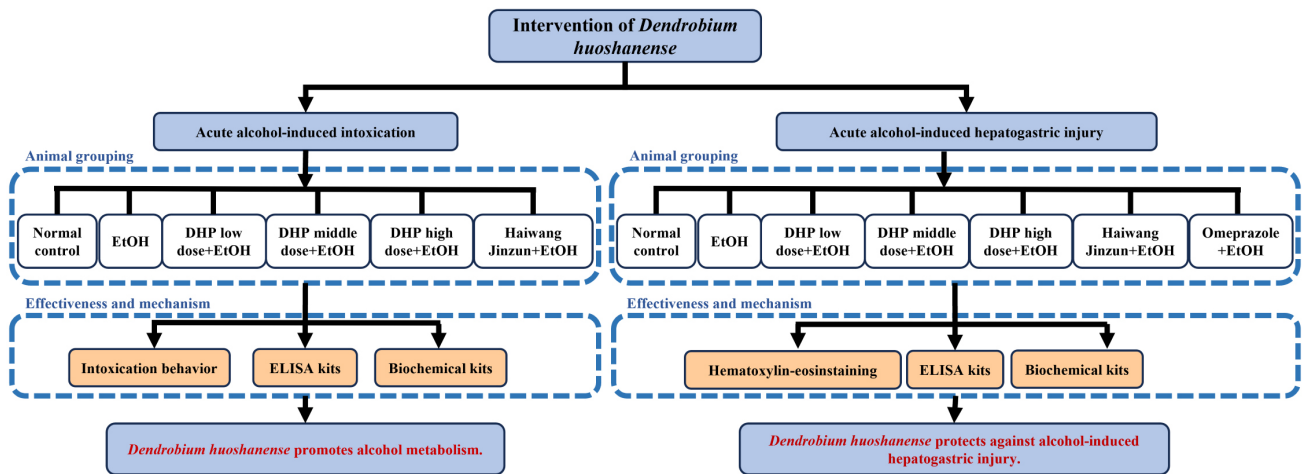 Intervention of Dendrobium
huoshanense
Acute alcohol-induced intoxication
Animal grouping
Normal
control
EtOH
DHP low
dose+EtOH
DHP middle
dose+EtOH
DHP high
dose+EtOH
Haiwang
Jinzun+EtOH
Effectiveness and mechanism
Intoxication behavior
ELISA kits
Biochemical kits
Dendrobium huoshanense promotes alcohol metabolism.
Acute alcohol-induced hepatogastric injury
Animal grouping
Normal
control
EtOH
DHP low
dose+EtOH
DHP middle
dose+EtOH
DHP high
dose+EtOH
Haiwang
Jinzun+EtOH
Omeprazole
+EtOH
Effectiveness and mechanism
Hematoxylin-eosinstaining
ELISA kits
Biochemical kits
Dendrobium huoshanense protects against alcohol-induced
hepatogastric injury.